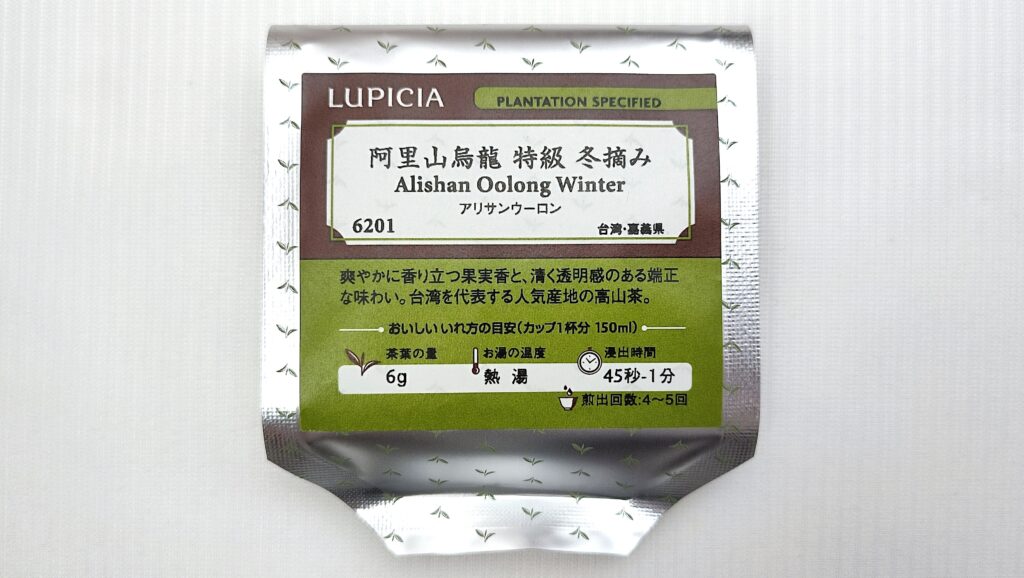 LUPICIA
PLANTATION SPECIFIED
阿里山烏龍 特級 冬摘み
Alishan Oolong Winter
アリサンウーロン
6201
台湾・嘉義県
爽やかに香り立つ果実香と、清く透明感のある端正
な味わい。台湾を代表する人気産地の高山茶。
おいしいいれ方の目安(カップ1杯分 150ml)
茶葉の量
お湯の温度
浸出時間
6g
熱湯
45秒-1分
煎出回数:4〜5回